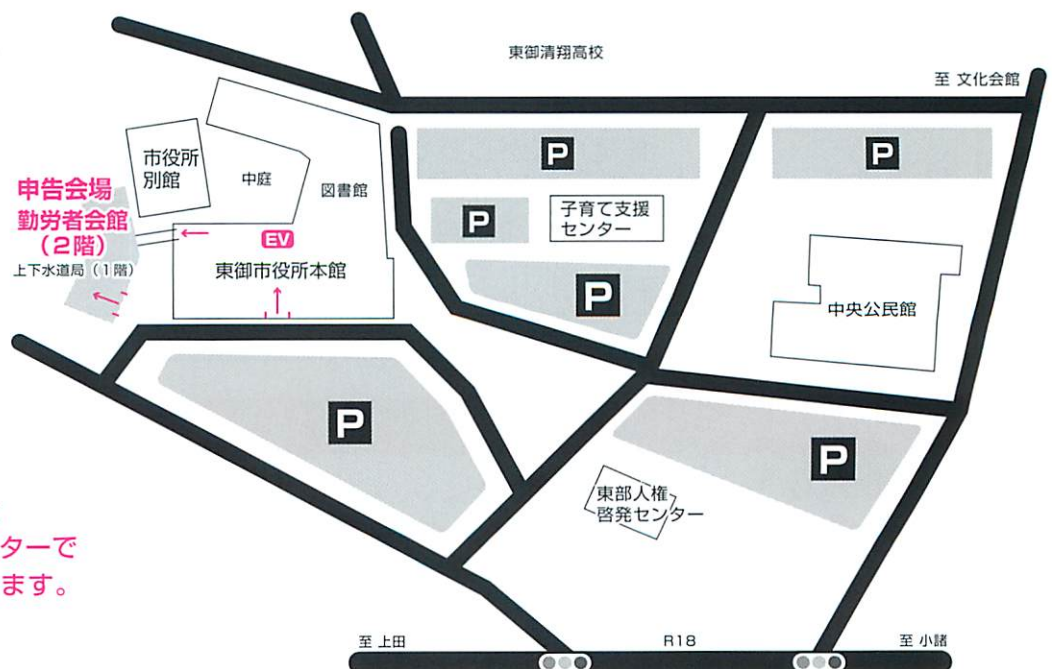 東御清翔高校
至 文化会館
P
P
市役所
別館
中庭
図書館
申告会場
勤労者会館
(2階)
上下水道局(1階)
P
子育て支援
センター
EV
東御市役所本館
P
中央公民館
P
P
東部人権
啓発センター
ターで
ます。
至 上田
R18
至 小諸